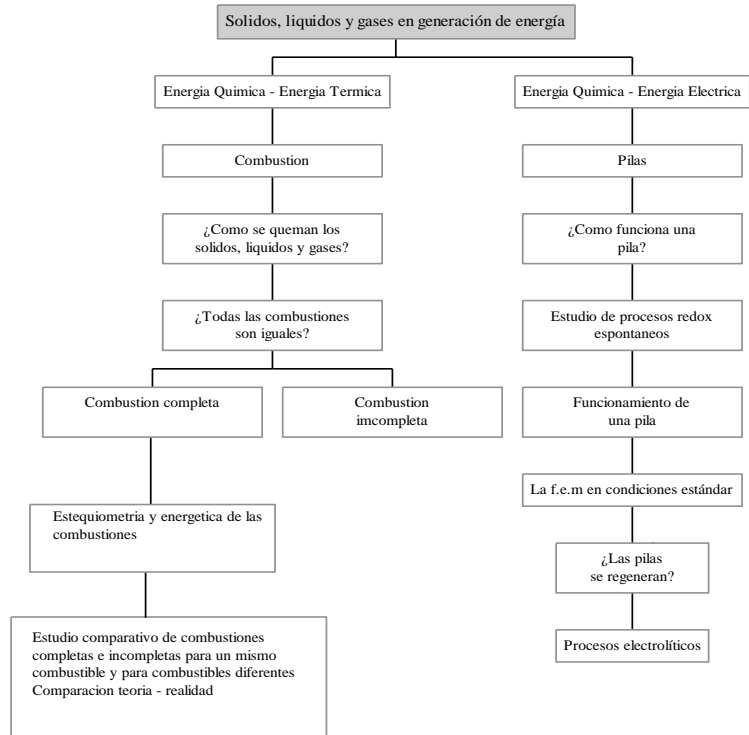 Solidos, liquidos y gases en generación de energía
Energia Quimica - Energia Termica
Energia Quimica - Energia Electrica
Combustion
Pilas
¿Como se queman los
solidos, liquidos y gases?
¿Como funciona una
pila?
¿Todas las combustiones
son iguales?
Estudio de procesos redox
espontaneos
Combustion completa
Combustion
imcompleta
Funcionamiento de
una pila
Estequiometria y energetica de las
combustiones
La f.e.m en condiciones estándar
¿Las pilas
se regeneran?
Estudio comparativo de combustiones
completas e incompletas para un mismo
combustible y para combustibles diferentes
Comparacion teoria - realidad
Procesos electrolíticos